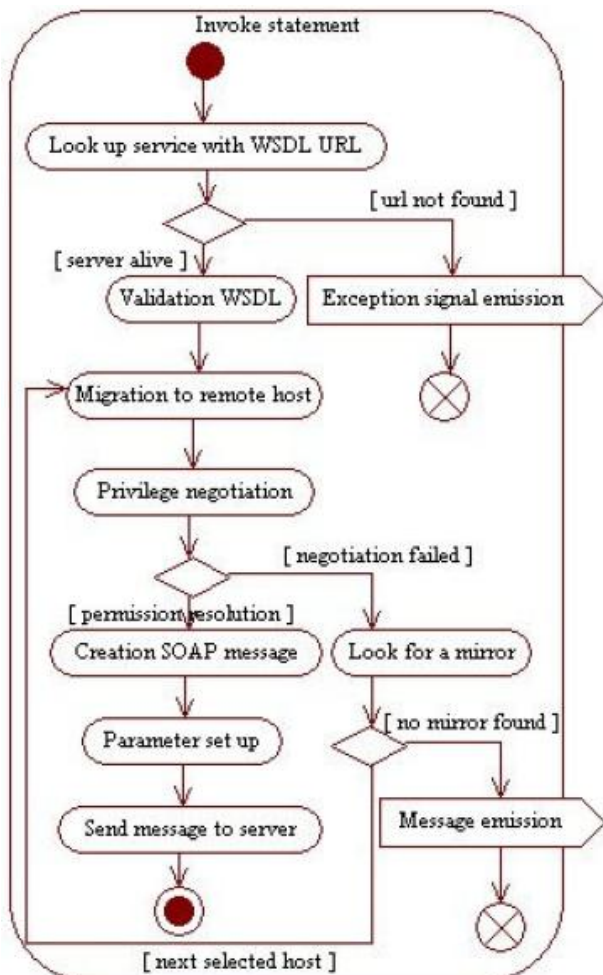 Invoke statement
Look up service with WSDL URL
[ url not found ]
[ server alive ]
Validation WSDL
Exception signal emission
Migration to remote host
Privilege negotiation
[ negotiation failed ]
[ permission resolution ]
Creation SOAP message
Look for a mirror
[ no mirror found ]
Parameter set up
Message emission
Send message to server
[ next selected host ]